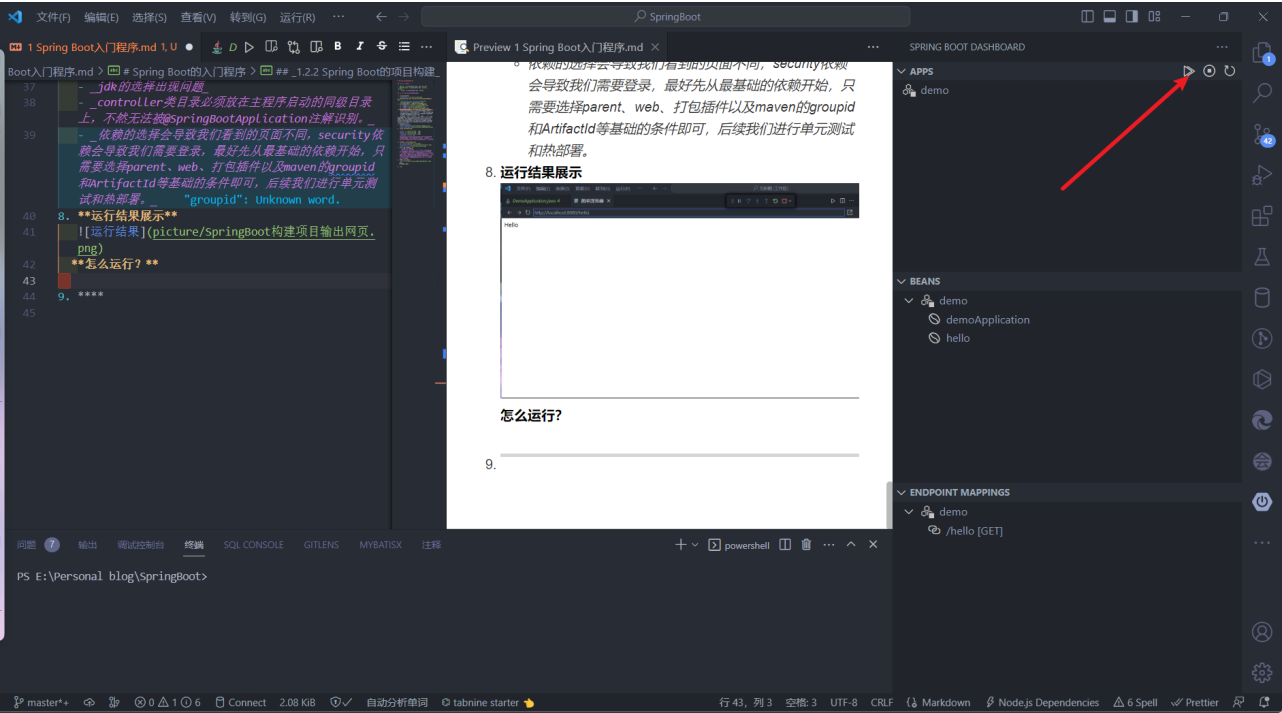 文件(F) 编辑(E) 选择(S) 查看(V) 转到(G) 运行(R) ··· SpringBoot
1 Spring Boot入门程序.md 1, U
Preview 1 Spring Boot入门程序.md
SPRING BOOT DASHBOARD
Boot入门程序.md > # Spring Boot的入门程序 > ## _1.2.2 Spring Boot的项目构建_
37 - _jdk的选择出现问题_
38 - _controller类目录必须放在主程序启动的同级目录
上，不然无法被@SpringBootApplication注解识别。_
39 - _依赖的选择会导致我们看到的页面不同，security依
赖会导致我们需要登录，最好先从最基础的依赖开始，只
需要选择parent、web、打包插件以及maven的groupid
和ArtifactId等基础的条件即可，后续我们进行单元测
试和热部署。_ "groupid": Unknown word.
40 8. **运行结果展示**
41 ![运行结果](picture/SpringBoot构建项目输出网页.
png)
42 **怎么运行？**
43
44 9. ****
45
依赖的选择会导致我们看到的页面不同，security依赖
会导致我们需要登录，最好先从最基础的依赖开始，只
需要选择parent、web、打包插件以及maven的groupid
和ArtifactId等基础的条件即可，后续我们进行单元测试
和热部署。
8. 运行结果展示
DemoApplication.java 4
http://localhost:8080/hello
Hello
怎么运行？
9.
APPS
demo
BEANS
demo
demoApplication
hello
ENDPOINT MAPPINGS
demo
/hello [GET]
1
42
问题 7 输出 调试控制台 终端 SQL CONSOLE GITLENS MYBATISX 注释
powershell
PS E:\Personal blog\SpringBoot>
master*+ 0 1 6 Connect 2.08 KiB 自动分析单词 tabnine starter 行 43，列 3 空格: 3 UTF-8 CRLF Markdown Node.js Dependencies 6 Spell Prettier